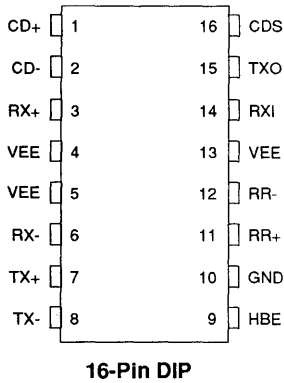 CD+ 1 16 CDS
CD- 2 15 TXO
RX+ 3 14 RXI
VEE 4 13 VEE
VEE 5 12 RR-
RX- 6 11 RR+
TX+ 7 10 GND
TX- 8 9 HBE
16-Pin DIP